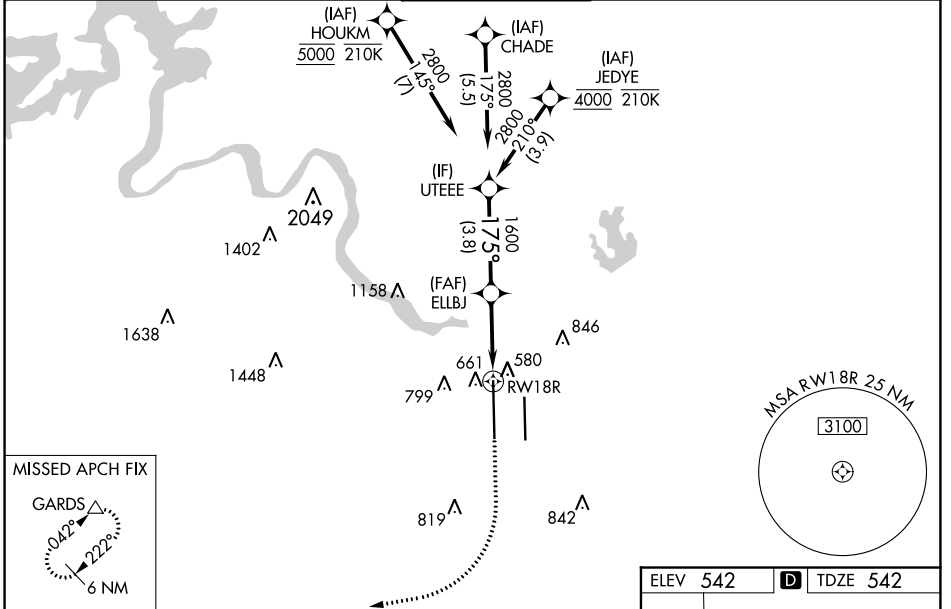 (IAF)
HOUKM
5000 210K
(IAF)
CHADE
(IAF)
JEDYE
4000 210K
2800
145°
(7)
2800
175°
(5.5)
2800
210°
(3.9)
(IF)
UTEEE
2049
1402
1600
175°
(3.8)
1158
(FAF)
ELLBJ
1638
846
1448
661
580
799
RW18R
MSA RW18R 25 NM
3100
MISSED APCH FIX
GARDS
042°
222°
6 NM
819
842
ELEV 542 D TDZE 542